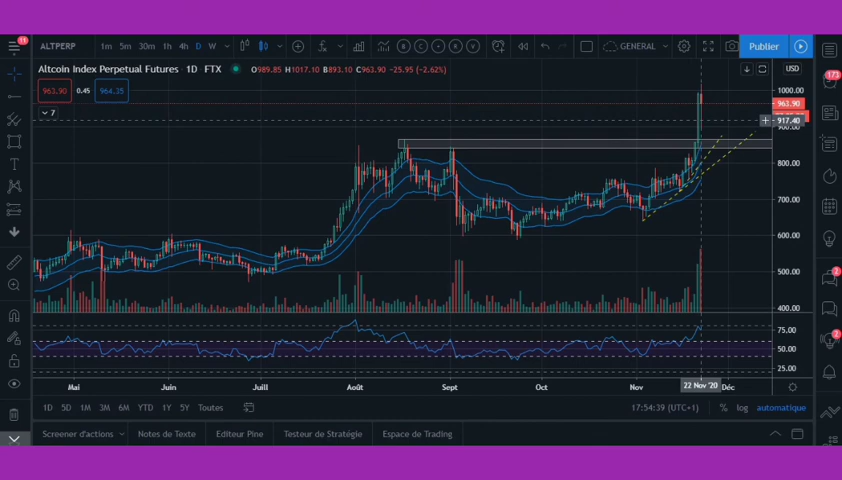 11
ALTPERP
1m 5m 30m 1h 4h D W
B C R V
GENERAL
Publier
Altcoin Index Perpetual Futures 1D FTX O989.85 H1017.10 B893.10 C963.90 -25.95 (-2.62%)
USD
963.90 0.45 964.35
7
173
1000.00
963.90
917.40
900.00
800.00
700.00
600.00
500.00
400.00
75.00
50.00
25.00
2
2
Mai Juin Juill Août Sept Oct Nov 22 Nov '20 Déc
1D 5D 1M 3M 6M YTD 1Y 5Y Toutes
17:54:39 (UTC+1) % log automatique
Screener d'actions Notes de Texte Editeur Pine Testeur de Stratégie Espace de Trading